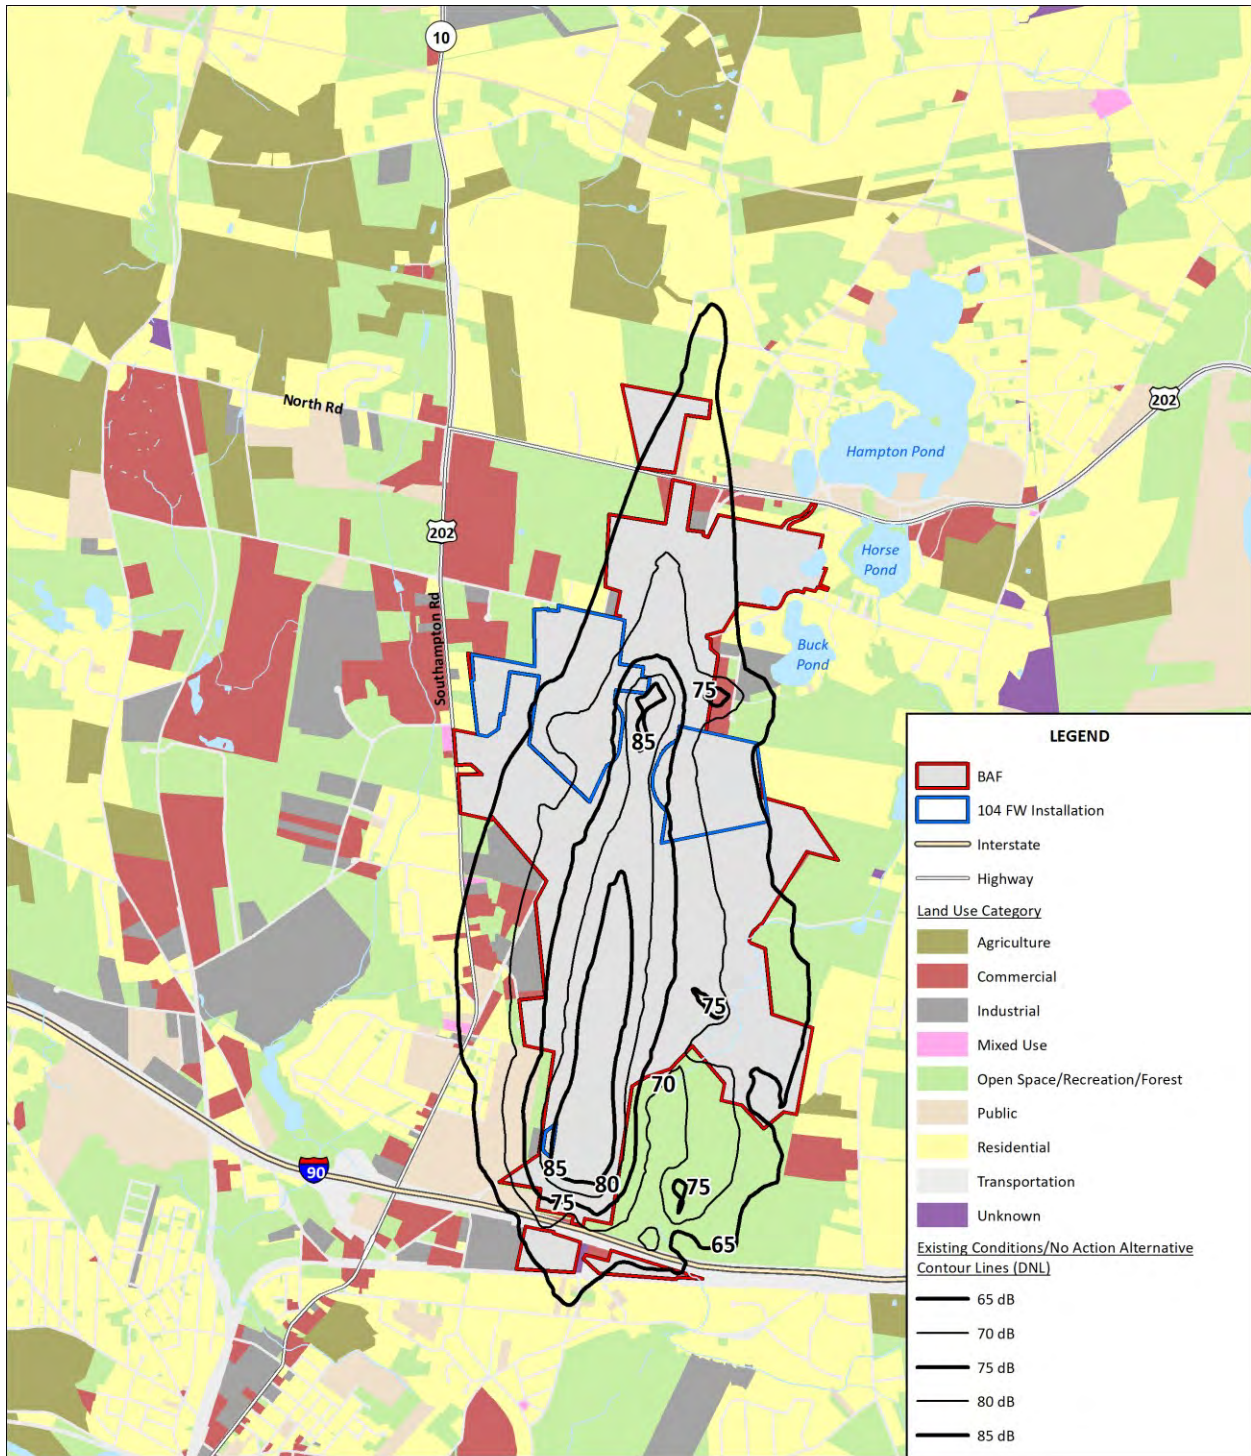 10
North Rd
202
Hampton Pond
202
Horse
Pond
Southampton Rd
Buck
Pond
75
85
75
70
90
85
80
75
75
65
LEGEND
BAF
104 FW Installation
Interstate
Highway
Land Use Category
Agriculture
Commercial
Industrial
Mixed Use
Open Space/Recreation/Forest
Public
Residential
Transportation
Unknown
Existing Conditions/No Action Alternative
Contour Lines (DNL)
65 dB
70 dB
75 dB
80 dB
85 dB